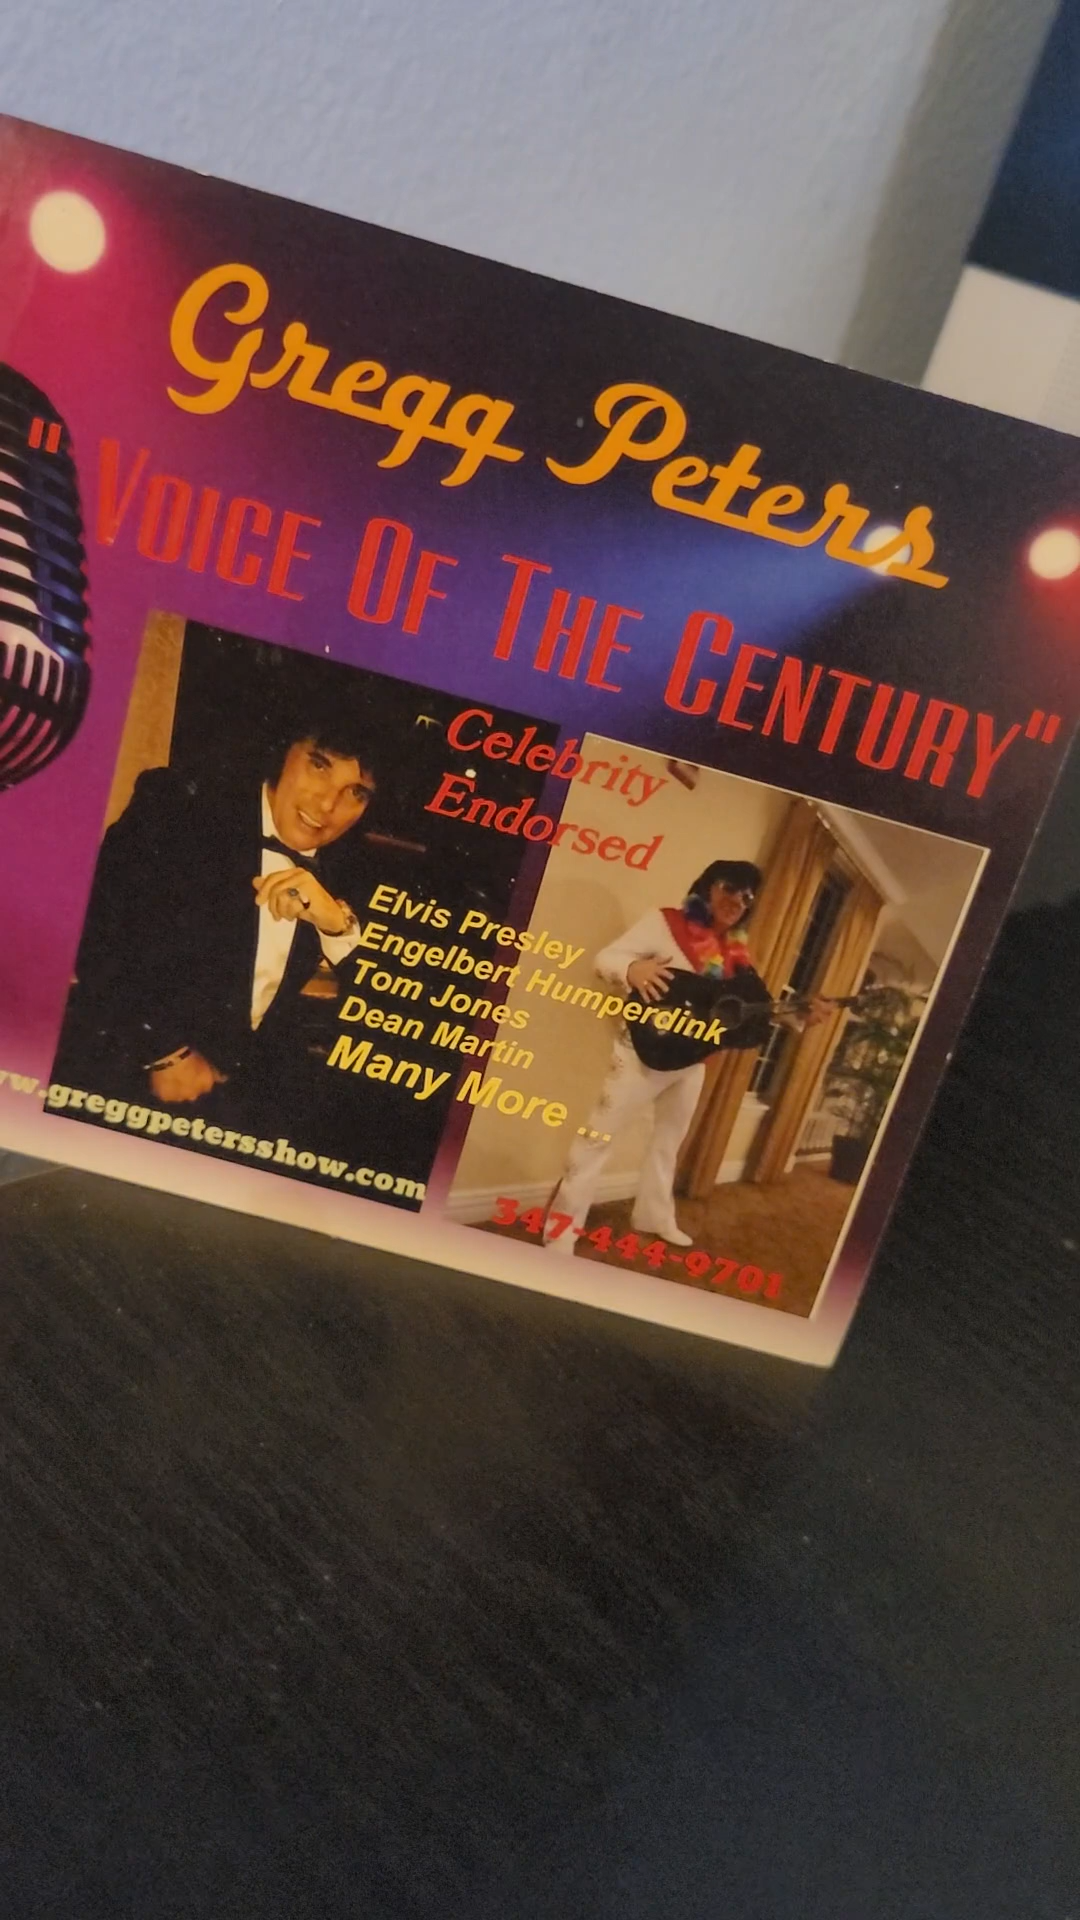 Gregg Peters
"VOICE OF THE CENTURY"
Celebrity
Endorsed
Elvis Presley
Engelbert Humperdink
Tom Jones
Dean Martin
Many More ...
w.greggpetersshow.com
347-444-9701